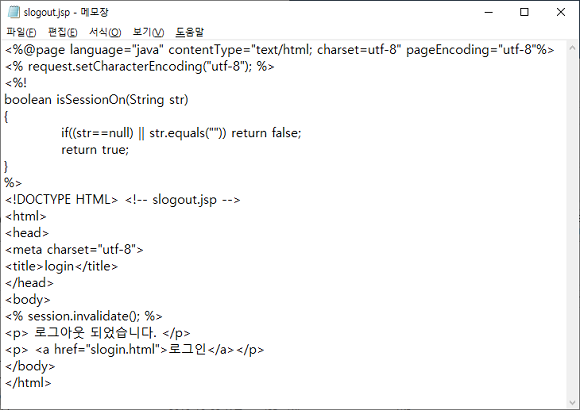 slogout.jsp - 메모장
파일(F) 편집(E) 서식(O) 보기(V) 도움말
<%@page language="java" contentType="text/html; charset=utf-8" pageEncoding="utf-8"%>
<% request.setCharacterEncoding("utf-8"); %>
<%!
boolean isSessionOn(String str)
{
if((str==null) || str.equals("")) return false;
return true;
}
%>
<!DOCTYPE HTML> <!-- slogout.jsp -->
<html>
<head>
<meta charset="utf-8">
<title>login</title>
</head>
<body>
<% session.invalidate(); %>
<p> 로그아웃 되었습니다. </p>
<p> <a href="slogin.html">로그인</a></p>
</body>
</html>